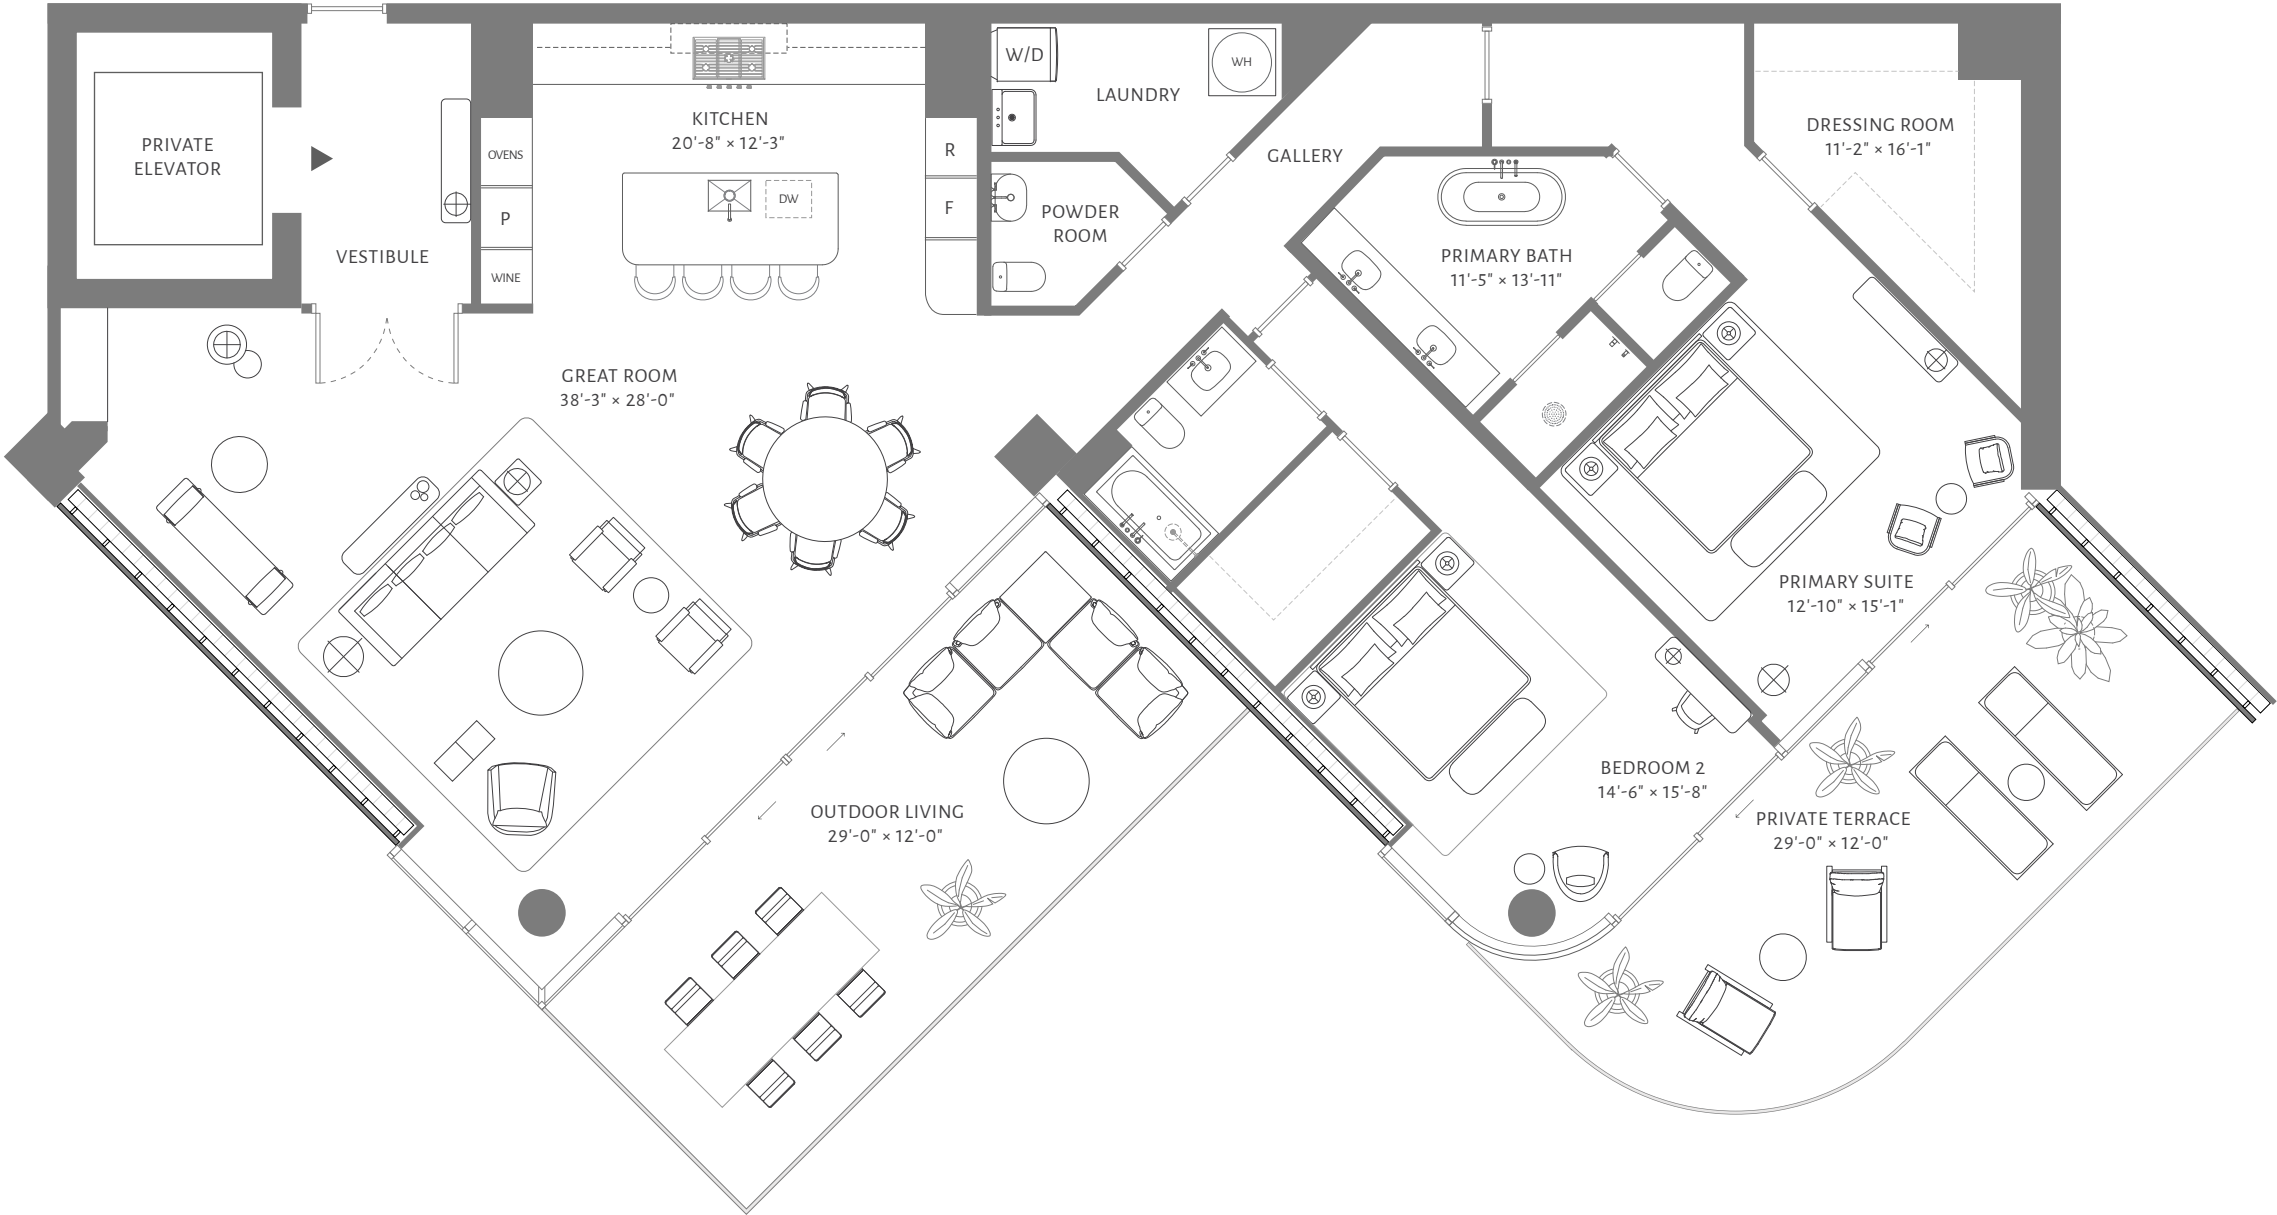 W/D
WH
LAUNDRY
KITCHEN
20'-8" × 12'-3"
DRESSING ROOM
11'-2" × 16'-1"
PRIVATE
ELEVATOR
OVENS
R
GALLERY
DW
P
F
POWDER
ROOM
VESTIBULE
WINE
PRIMARY BATH
11'-5" × 13'-11"
GREAT ROOM
38'-3" × 28'-0"
PRIMARY SUITE
12'-10" × 15'-1"
BEDROOM 2
14'-6" × 15'-8"
OUTDOOR LIVING
29'-0" × 12'-0"
PRIVATE TERRACE
29'-0" × 12'-0"